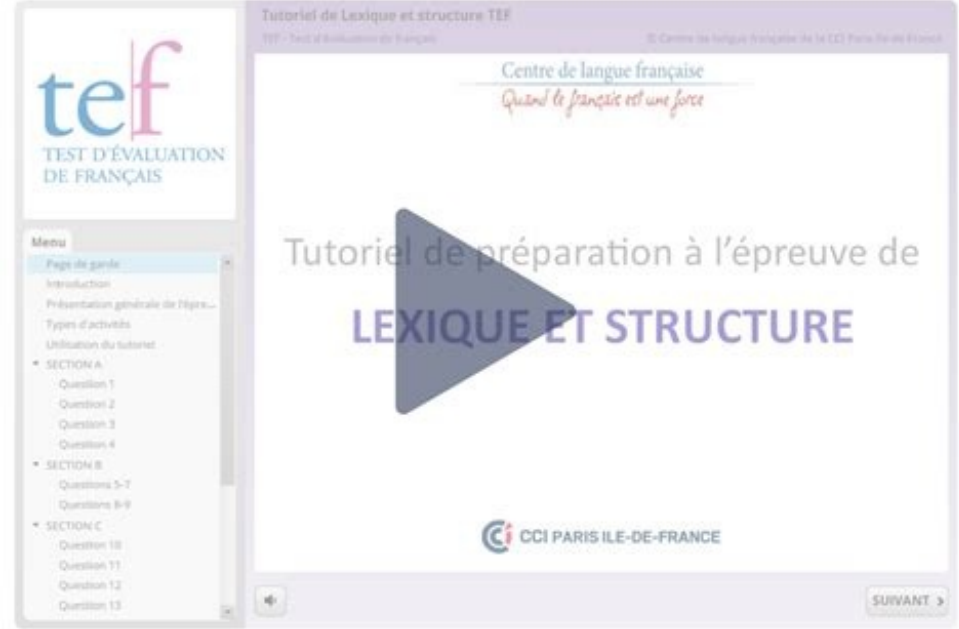 Tutoriel de Lexique et structure TEF
TEF - Test d'évaluation de français
© Centre de langue française de la CCI Paris Ile-de-France
tef
TEST D'ÉVALUATION
DE FRANÇAIS
Centre de langue française
Quand le français est une force
Menu
Page de garde
Introduction
Présentation générale de l'épre...
Types d'activités
Utilisation du tutoriel
SECTION A
Question 1
Question 2
Question 3
Question 4
SECTION B
Questions 5-7
Questions 8-9
SECTION C
Question 10
Question 11
Question 12
Question 13
Tutoriel de préparation à l'épreuve de
LEXIQUE ET STRUCTURE
CCI PARIS ILE-DE-FRANCE
SUIVANT